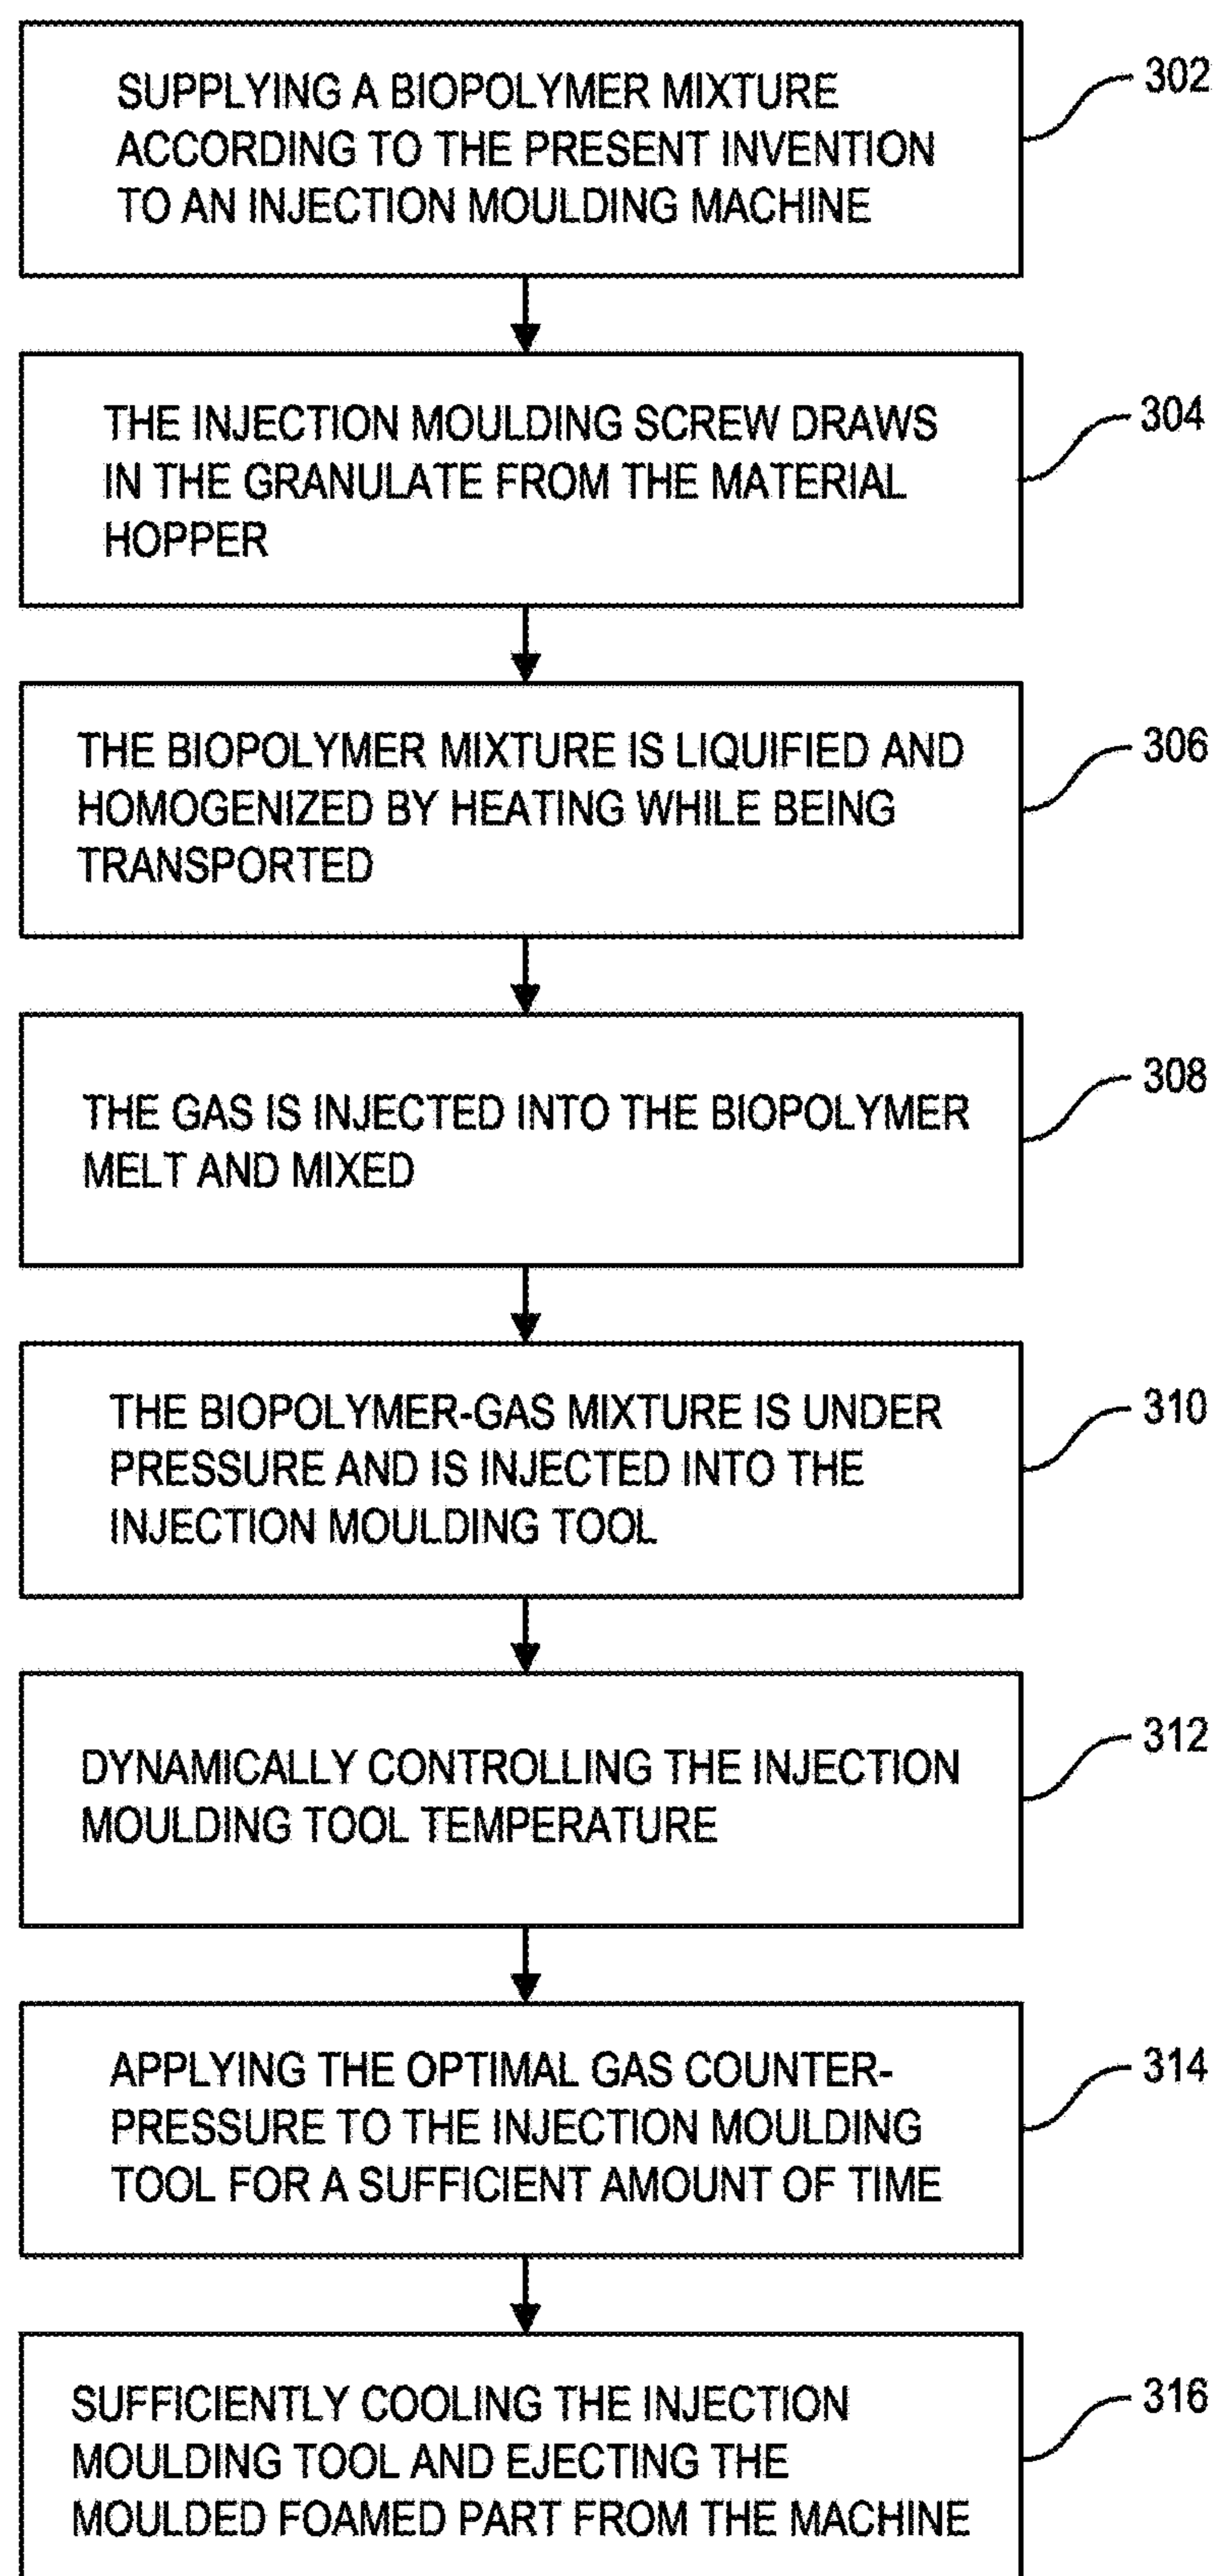 SUPPLYING A BIOPOLYMER MIXTURE
ACCORDING TO THE PRESENT INVENTION
TO AN INJECTION MOULDING MACHINE
302
THE INJECTION MOULDING SCREW DRAWS
IN THE GRANULATE FROM THE MATERIAL
HOPPER
304
THE BIOPOLYMER MIXTURE IS LIQUIFIED AND
HOMOGENIZED BY HEATING WHILE BEING
TRANSPORTED
306
THE GAS IS INJECTED INTO THE BIOPOLYMER
MELT AND MIXED
308
THE BIOPOLYMER-GAS MIXTURE IS UNDER
PRESSURE AND IS INJECTED INTO THE
INJECTION MOULDING TOOL
310
DYNAMICALLY CONTROLLING THE INJECTION
MOULDING TOOL TEMPERATURE
312
APPLYING THE OPTIMAL GAS COUNTER-
PRESSURE TO THE INJECTION MOULDING
TOOL FOR A SUFFICIENT AMOUNT OF TIME
314
SUFFICIENTLY COOLING THE INJECTION
MOULDING TOOL AND EJECTING THE
MOULDED FOAMED PART FROM THE MACHINE
316